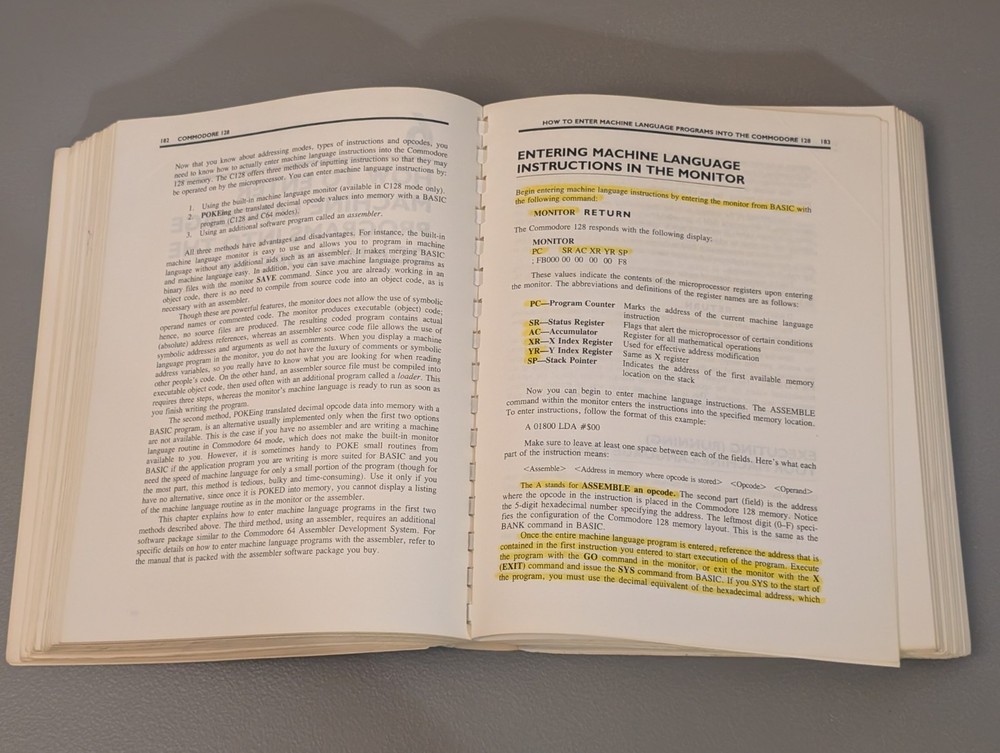 182 COMMODORE 128
Now that you know about addressing modes, types of instructions and opcodes, you
need to know how to actually enter machine language instructions into the Commodore
128 memory. The C128 offers three methods of inputting instructions so that they may
be operated on by the microprocessor. You can enter machine language instructions by:
1. Using the built-in machine language monitor (available in C128 mode only).
2. POKEing the translated decimal opcode values into memory with a BASIC
program (C128 and C64 modes).
3. Using an additional software program called an assembler.
All three methods have advantages and disadvantages. For instance, the built-in
machine language monitor is easy to use and allows you to program in machine
language without any additional aids such as an assembler. It makes merging BASIC
and machine language easy. In addition, you can save machine language programs as
binary files with the monitor SAVE command. Since you are already working in an
object code, there is no need to compile from source code into object code, as is
necessary with an assembler.
Though these are powerful features, the monitor does not allow the use of symbolic
operand names or commented code. The monitor produces executable (object) code;
hence, no source files are produced. The resulting coded program contains actual
(absolute) address references, whereas an assembler source code file allows the use of
symbolic addresses and arguments as well as comments. When you display a machine
language program in the monitor, you do not have the luxury of comments or symbolic
address variables, so you really have to know what you are looking for when reading
other people's code. On the other hand, an assembler source file must be compiled into
executable object code, then used often with an additional program called a loader. This
requires three steps, whereas the monitor's machine language is ready to run as soon as
you finish writing the program.
The second method, POKEing translated decimal opcode data into memory with a
BASIC program, is an alternative usually implemented only when the first two options
are not available. This is the case if you have no assembler and are writing a machine
language routine in Commodore 64 mode, which does not make the built-in monitor
available to you. However, it is sometimes handy to POKE small routines from
BASIC if the application program you are writing is more suited for BASIC and you
need the speed of machine language for only a small portion of the program (though for
the most part, this method is tedious, bulky and time-consuming). Use it only if you
have no alternative, since once it is POKED into memory, you cannot display a listing
of the machine language routine as in the monitor or the assembler.
This chapter explains how to enter machine language programs in the first two
methods described above. The third method, using an assembler, requires an additional
software package similar to the Commodore 64 Assembler Development System. For
specific details on how to enter machine language programs with the assembler, refer to
the manual that is packed with the assembler software package you buy.
HOW TO ENTER MACHINE LANGUAGE PROGRAMS INTO THE COMMODORE 128 183
ENTERING MACHINE LANGUAGE
INSTRUCTIONS IN THE MONITOR
Begin entering machine language instructions by entering the monitor from BASIC with
the following command:
MONITOR RETURN
The Commodore 128 responds with the following display:
MONITOR
PC SR AC XR YR SP
; FB000 00 00 00 00 F8
These values indicate the contents of the microprocessor registers upon entering
the monitor. The abbreviations and definitions of the register names are as follows:
PC—Program Counter Marks the address of the current machine language
instruction
SR—Status Register Flags that alert the microprocessor of certain conditions
AC—Accumulator Register for all mathematical operations
XR—X Index Register Used for effective address modification
YR—Y Index Register Same as X register
SP—Stack Pointer Indicates the address of the first available memory
location on the stack
Now you can begin to enter machine language instructions. The ASSEMBLE
command within the monitor enters the instructions into the specified memory location.
To enter instructions, follow the format of this example:
A 01800 LDA #$00
Make sure to leave at least one space between each of the fields. Here's what each
part of the instruction means:
<Assemble> <Address in memory where opcode is stored> <Opcode> <Operand>
The A stands for ASSEMBLE an opcode. The second part (field) is the address
where the opcode in the instruction is placed in the Commodore 128 memory. Notice
the 5-digit hexadecimal number specifying the address. The leftmost digit (0–F) speci-
fies the configuration of the Commodore 128 memory layout. This is the same as the
BANK command in BASIC.
Once the entire machine language program is entered, reference the address that is
contained in the first instruction you entered to start execution of the program. Execute
the program with the GO command in the monitor, or exit the monitor with the X
(EXIT) command and issue the SYS command from BASIC. If you SYS to the start of
the program, you must use the decimal equivalent of the hexadecimal address, which